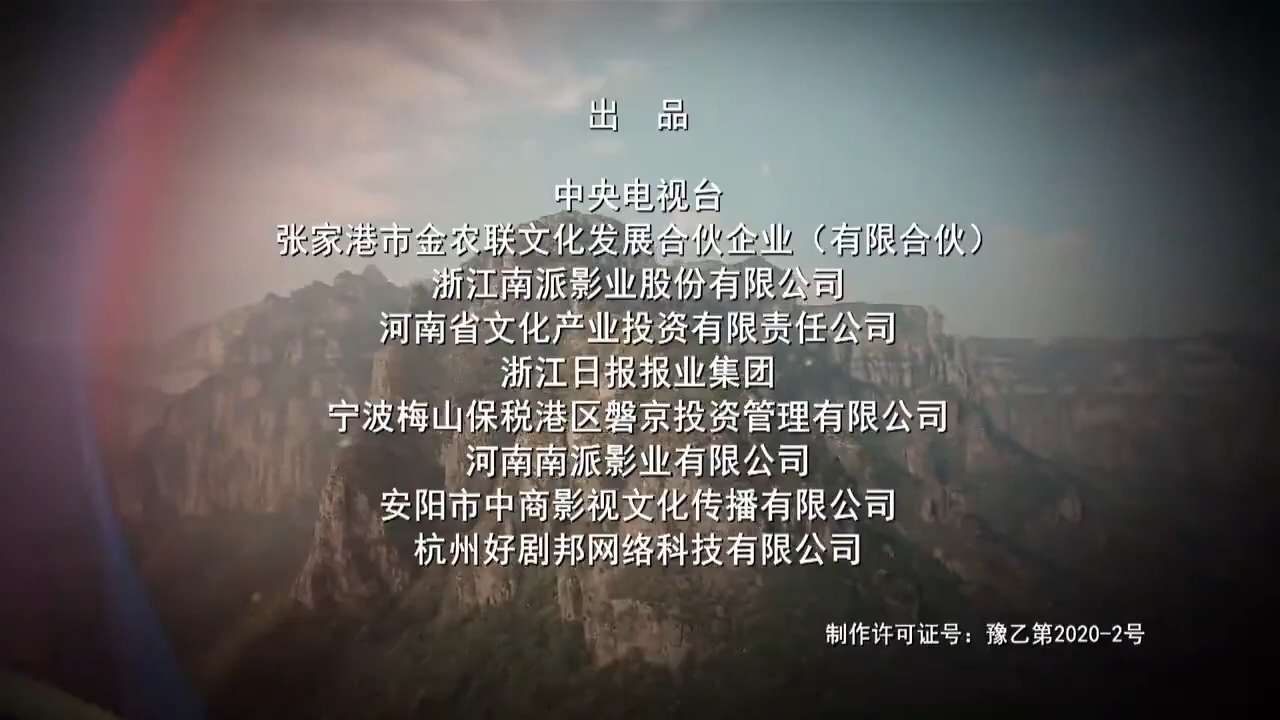 出 品
中央电视台
张家港市金农联文化发展合伙企业（有限合伙）
浙江南派影业股份有限公司
河南省文化产业投资有限责任公司
浙江日报报业集团
宁波梅山保税港区磐京投资管理有限公司
河南南派影业有限公司
安阳市中商影视文化传播有限公司
杭州好剧邦网络科技有限公司
制作许可证号：豫乙第2020-2号